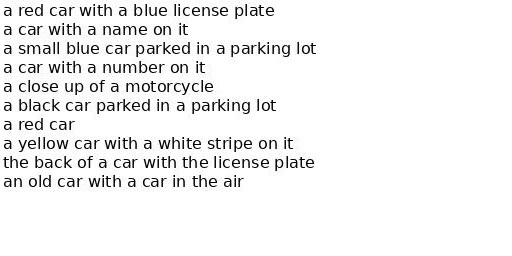 a red car with a blue license plate
a car with a name on it
a small blue car parked in a parking lot
a car with a number on it
a close up of a motorcycle
a black car parked in a parking lot
a red car
a yellow car with a white stripe on it
the back of a car with the license plate
an old car with a car in the air